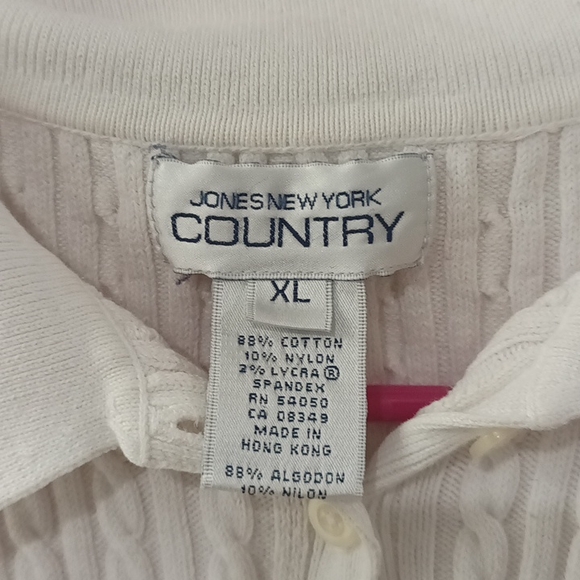 JONES NEW YORK
COUNTRY
XL
88% COTTON
10% NYLON
2% LYCRA®
SPANDEX
RN 54050
CA 08349
MADE IN
HONG KONG
88% ALGODON
10% NILON